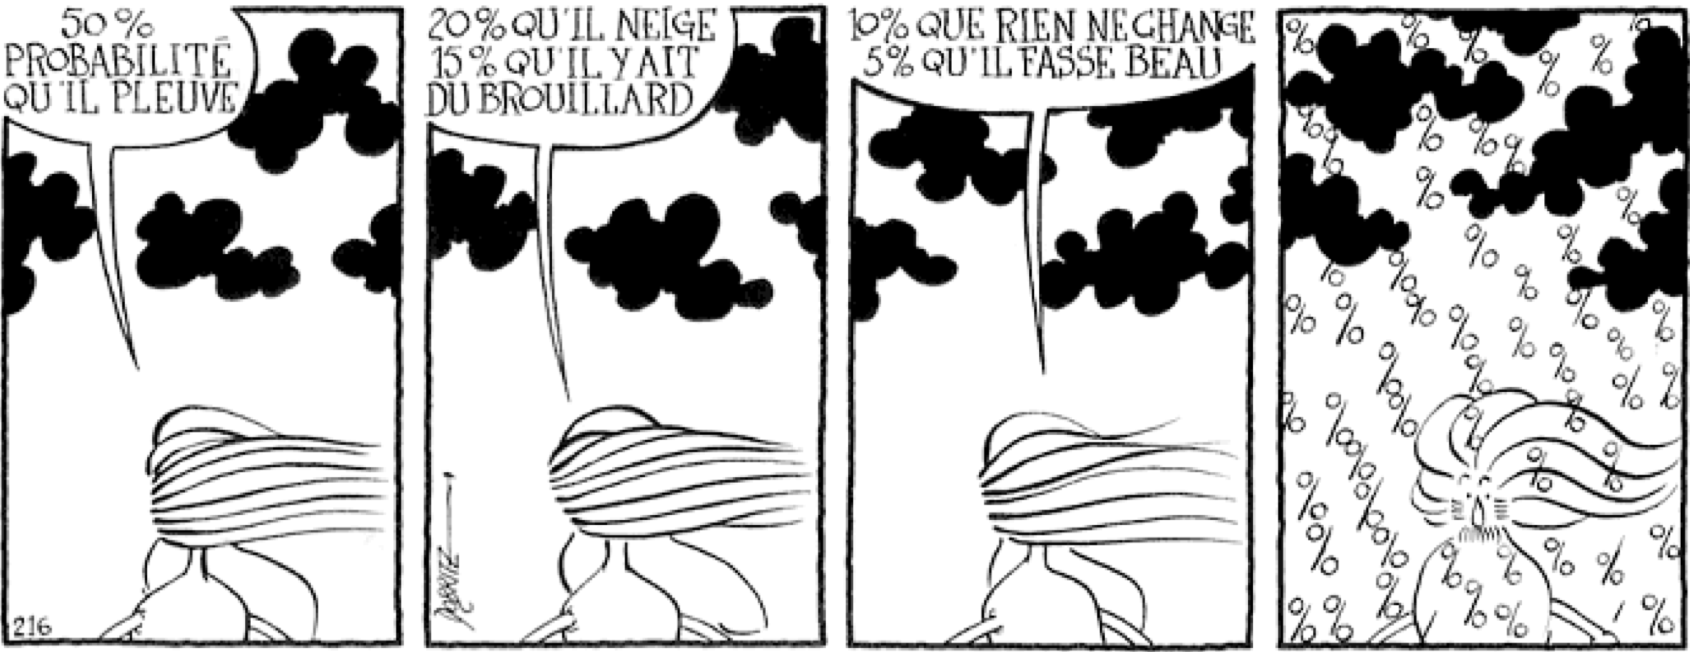 50%
PROBABILITÉ
QU'IL PLEUVE
20% QU'IL NEIGE
15% QU'IL Y AIT
DU BROUILLARD
10% QUE RIEN NE CHANGE
5% QU'IL FASSE BEAU
216